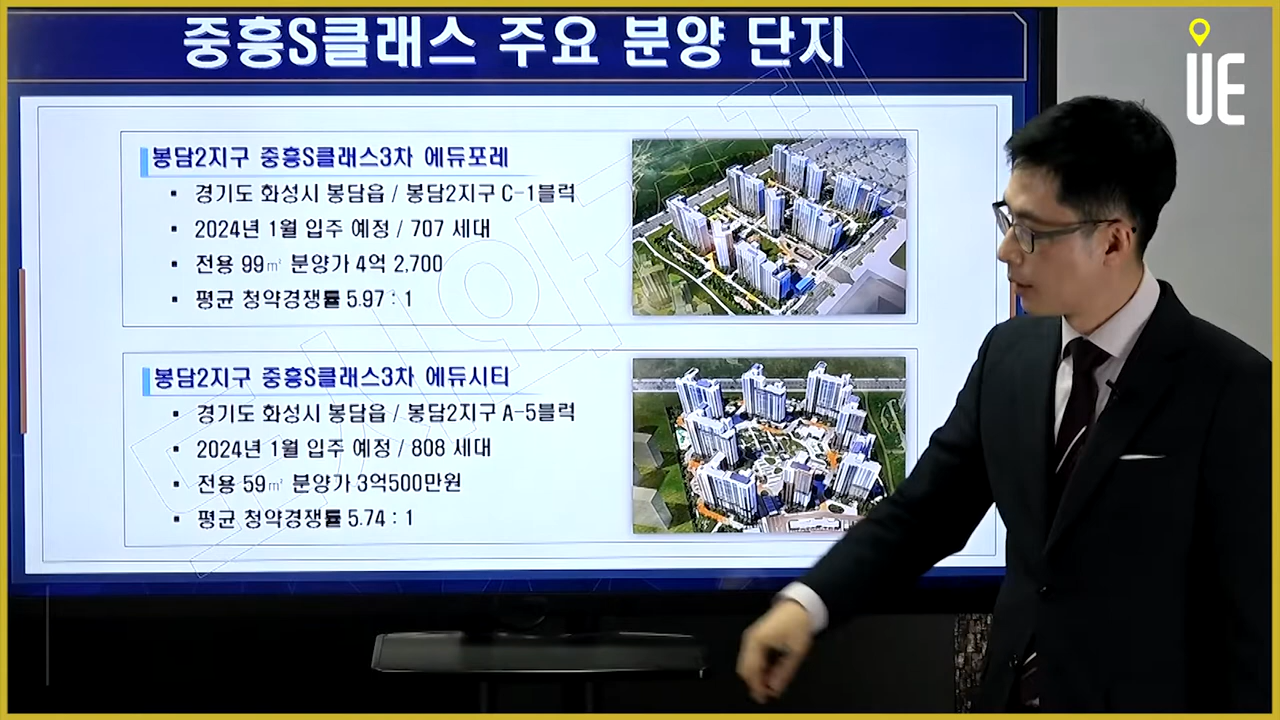 중흥S클래스 주요 분양 단지
UE
봉담2지구 중흥S클래스3차 에듀포레
▪ 경기도 화성시 봉담읍 / 봉담2지구 C-1블럭
▪ 2024년 1월 입주 예정 / 707 세대
▪ 전용 99㎡ 분양가 4억 2,700
▪ 평균 청약경쟁률 5.97 : 1
봉담2지구 중흥S클래스3차 에듀시티
▪ 경기도 화성시 봉담읍 / 봉담2지구 A-5블럭
▪ 2024년 1월 입주 예정 / 808 세대
▪ 전용 59㎡ 분양가 3억500만원
▪ 평균 청약경쟁률 5.74 : 1